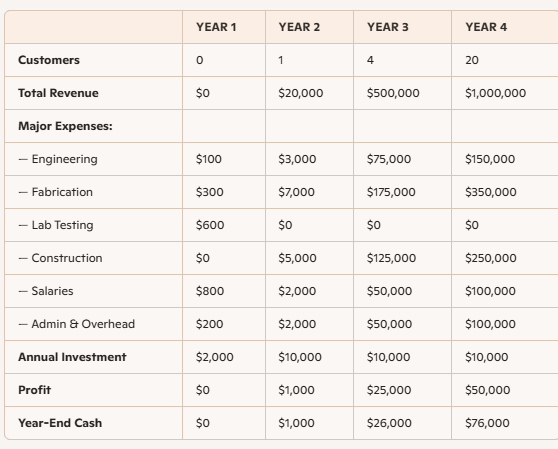 YEAR 1 YEAR 2 YEAR 3 YEAR 4
Customers 0 1 4 20
Total Revenue $0 $20,000 $500,000 $1,000,000
Major Expenses:
— Engineering $100 $3,000 $75,000 $150,000
— Fabrication $300 $7,000 $175,000 $350,000
— Lab Testing $600 $0 $0 $0
— Construction $0 $5,000 $125,000 $250,000
— Salaries $800 $2,000 $50,000 $100,000
— Admin & Overhead $200 $2,000 $50,000 $100,000
Annual Investment $2,000 $10,000 $10,000 $10,000
Profit $0 $1,000 $25,000 $50,000
Year-End Cash $0 $1,000 $26,000 $76,000